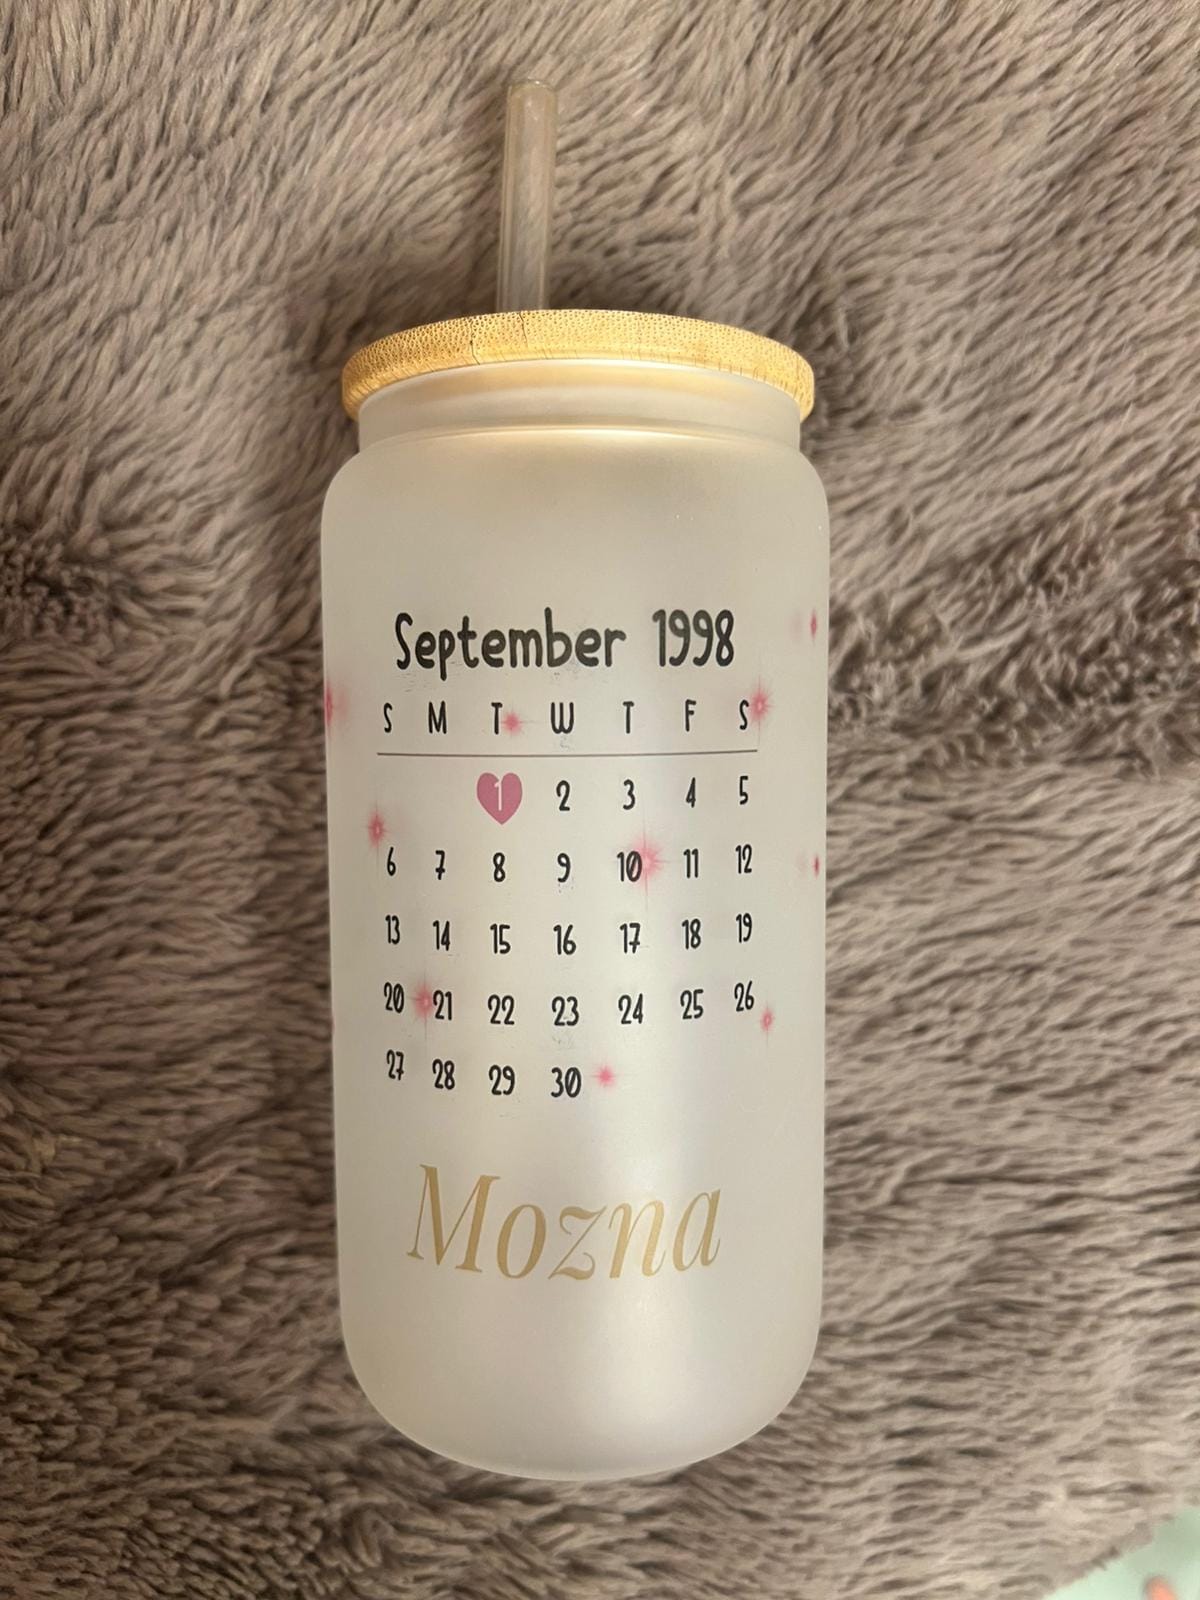 September 1998
S M T W T F S
1 2 3 4 5
6 7 8 9 10 11 12
13 14 15 16 17 18 19
20 21 22 23 24 25 26
27 28 29 30
Mozna